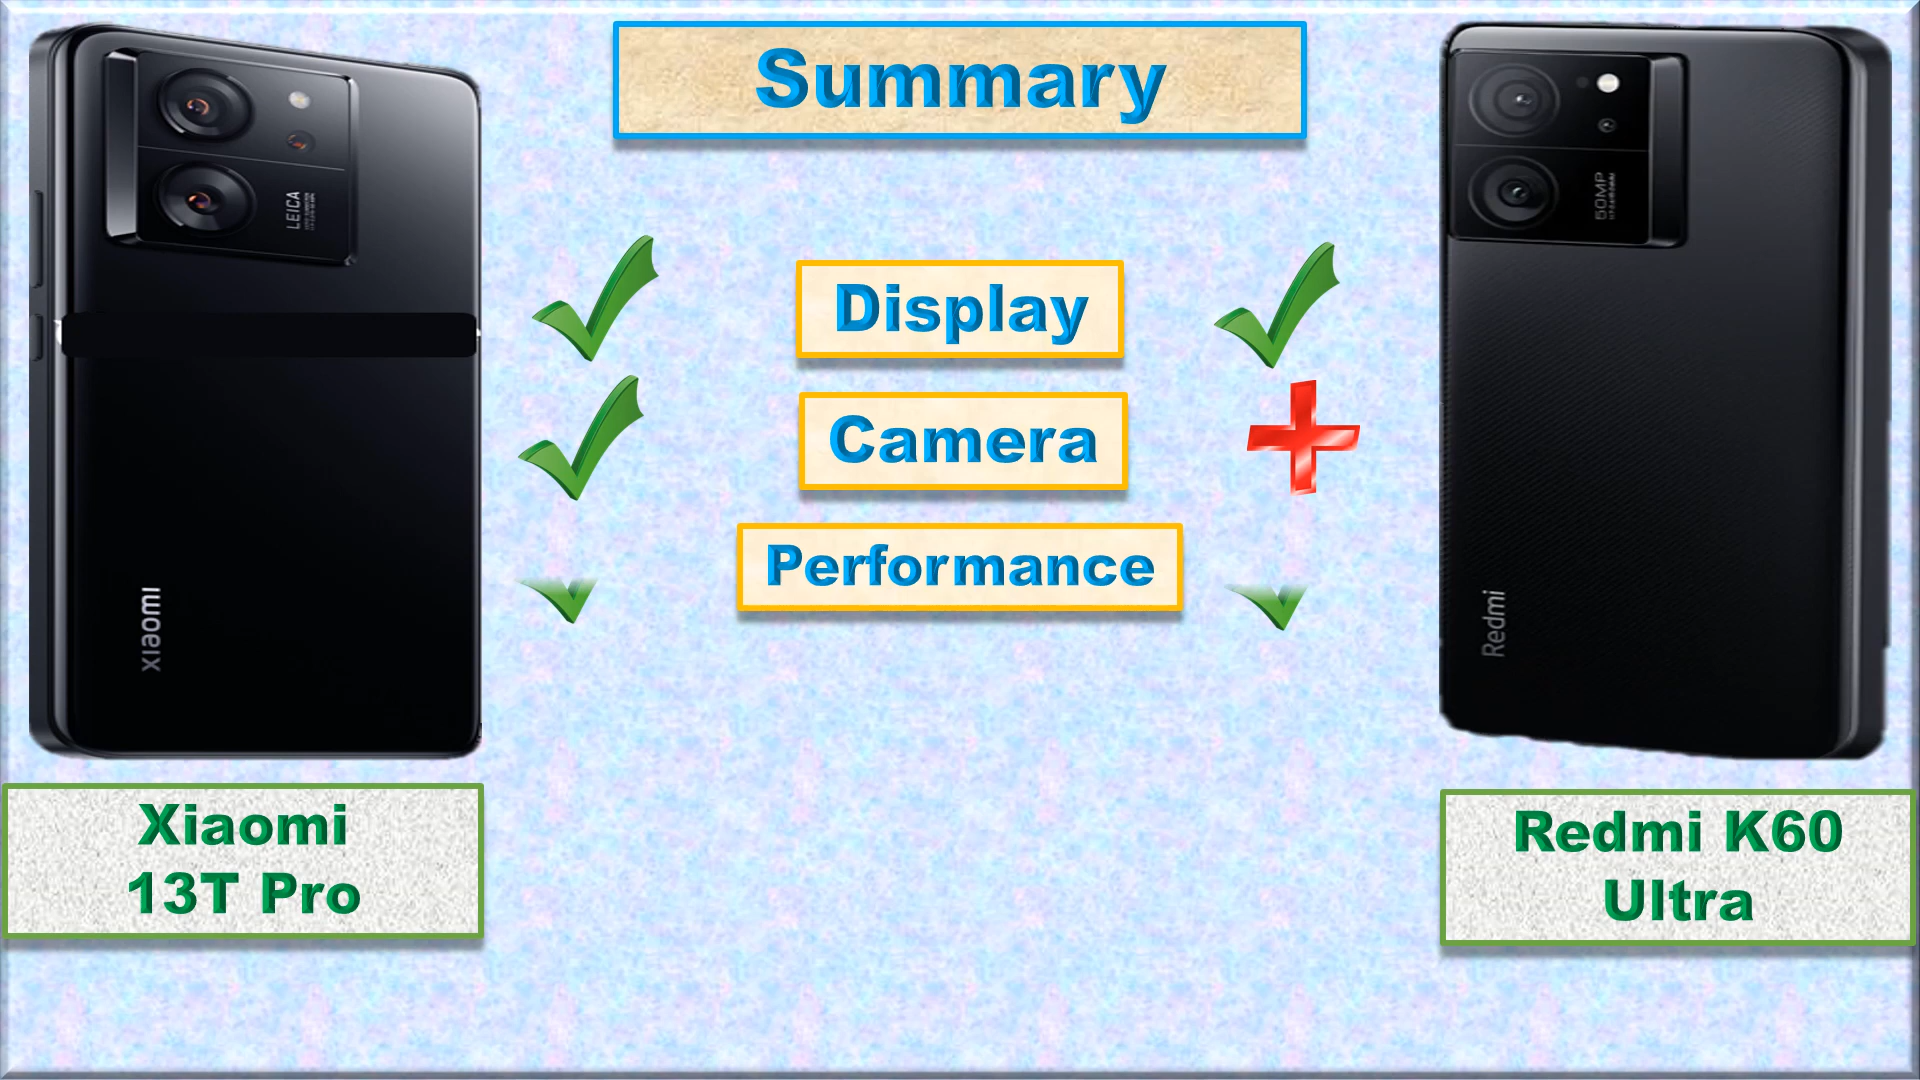 Summary
LEICA
50MP
Display
Camera
Performance
xiaomi
Redmi
Xiaomi
13T Pro
Redmi K60
Ultra